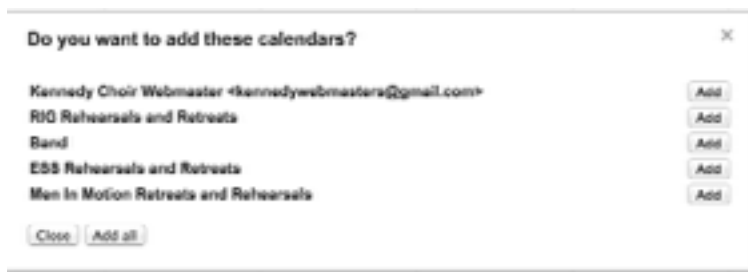 Do you want to add these calendars?
Kennedy Choir Webmaster <kennedywebmasters@gmail.com> Add
RIG Rehearsals and Retreats Add
Band Add
ESS Rehearsals and Retreats Add
Men In Motion Retreats and Rehearsals Add
Close Add all